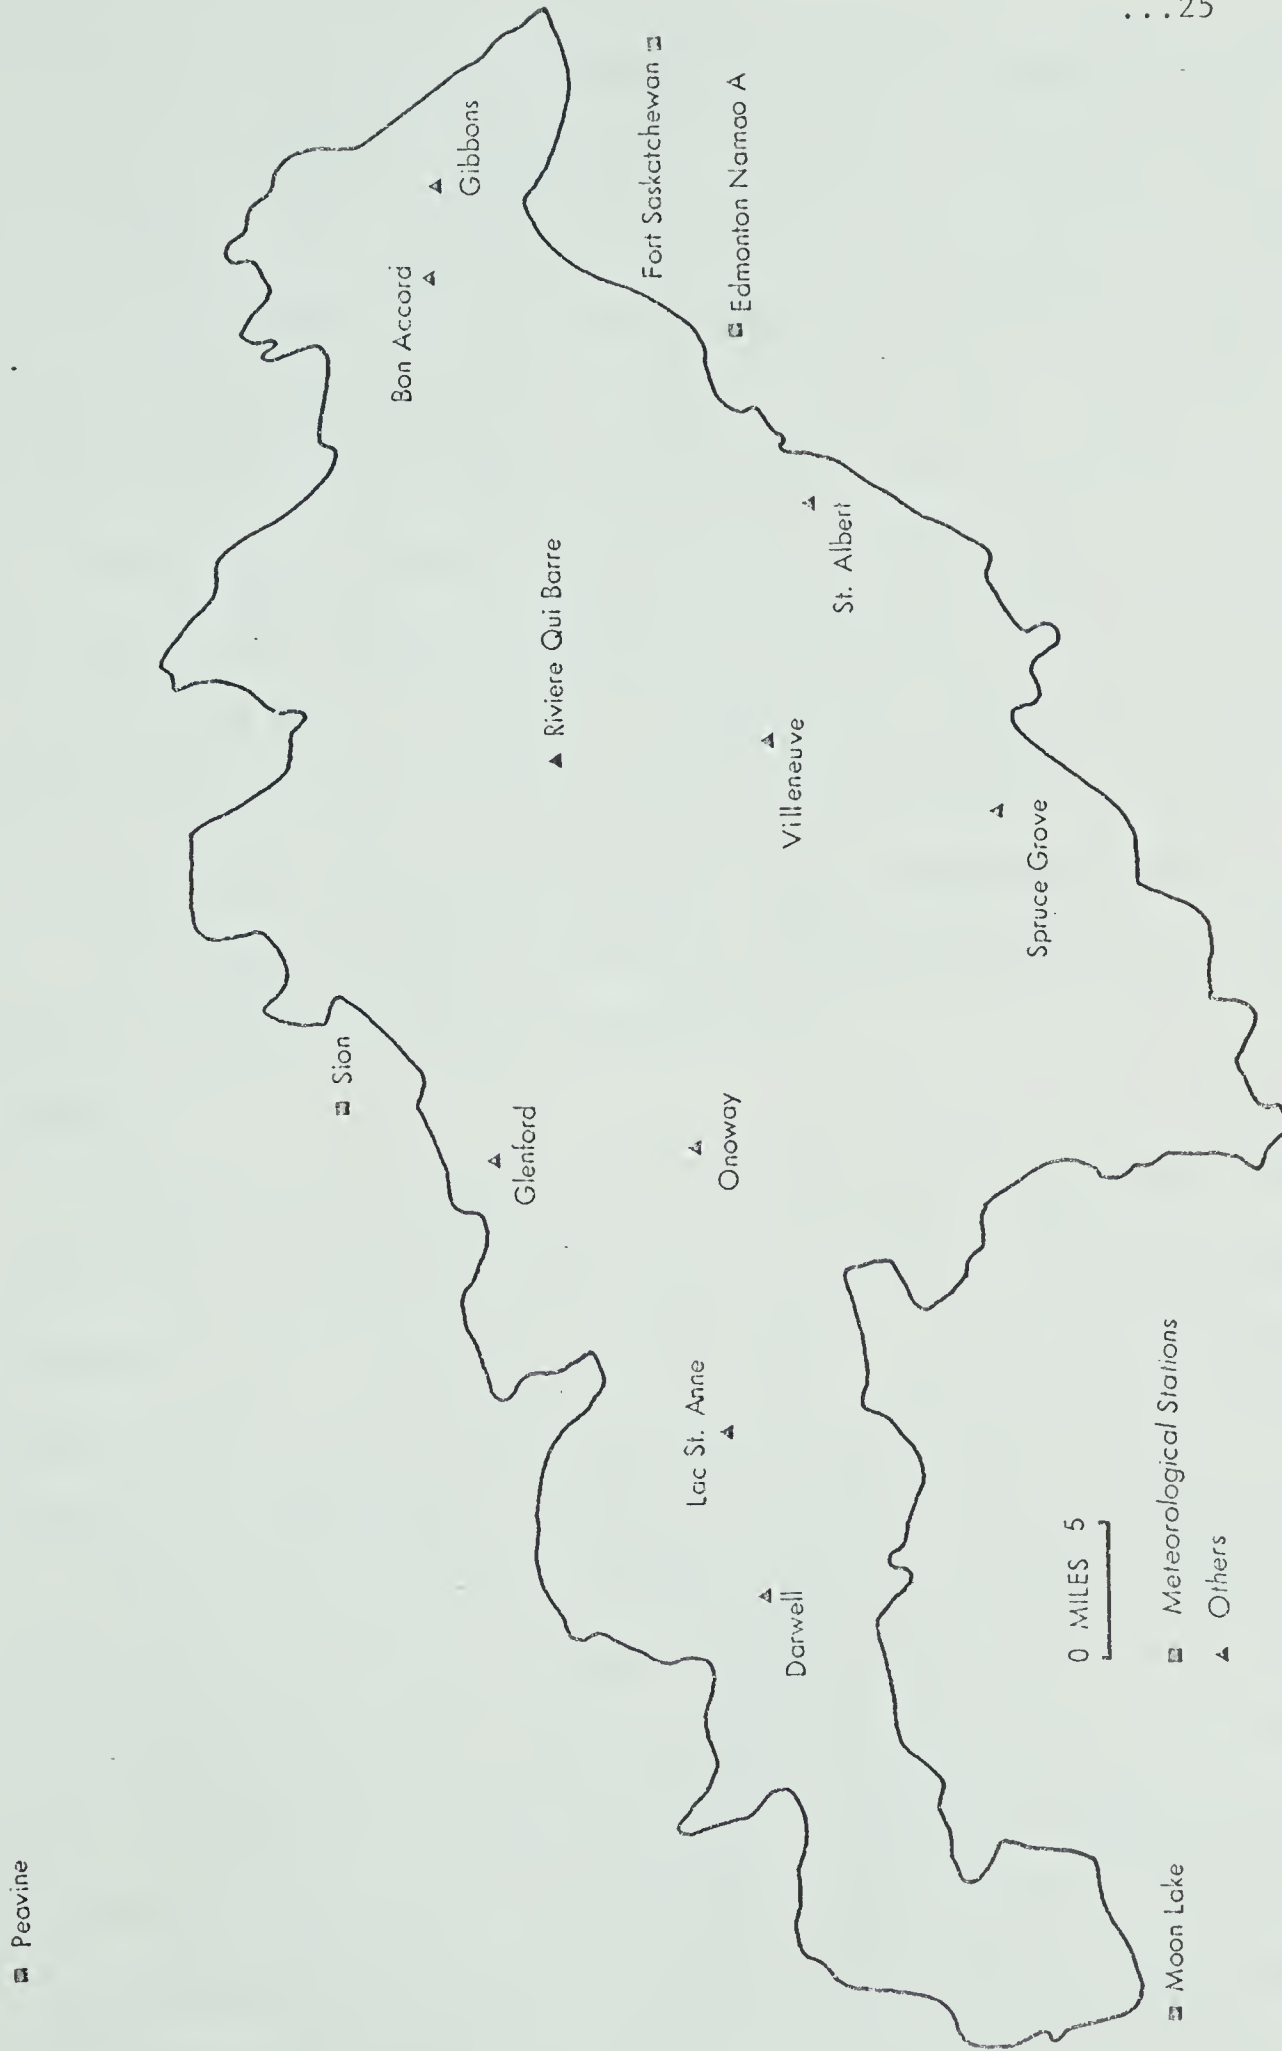 ...25
Peavine
Sion
Moon Lake
Glenford
Bon Accord
Gibbons
Riviere Qui Barre
Fort Saskatchewan
Edmonton Namao A
Lac St. Anne
Onoway
Darwell
Villeneuve
St. Albert
Spruce Grove
0 MILES 5
Meteorological Stations
Others